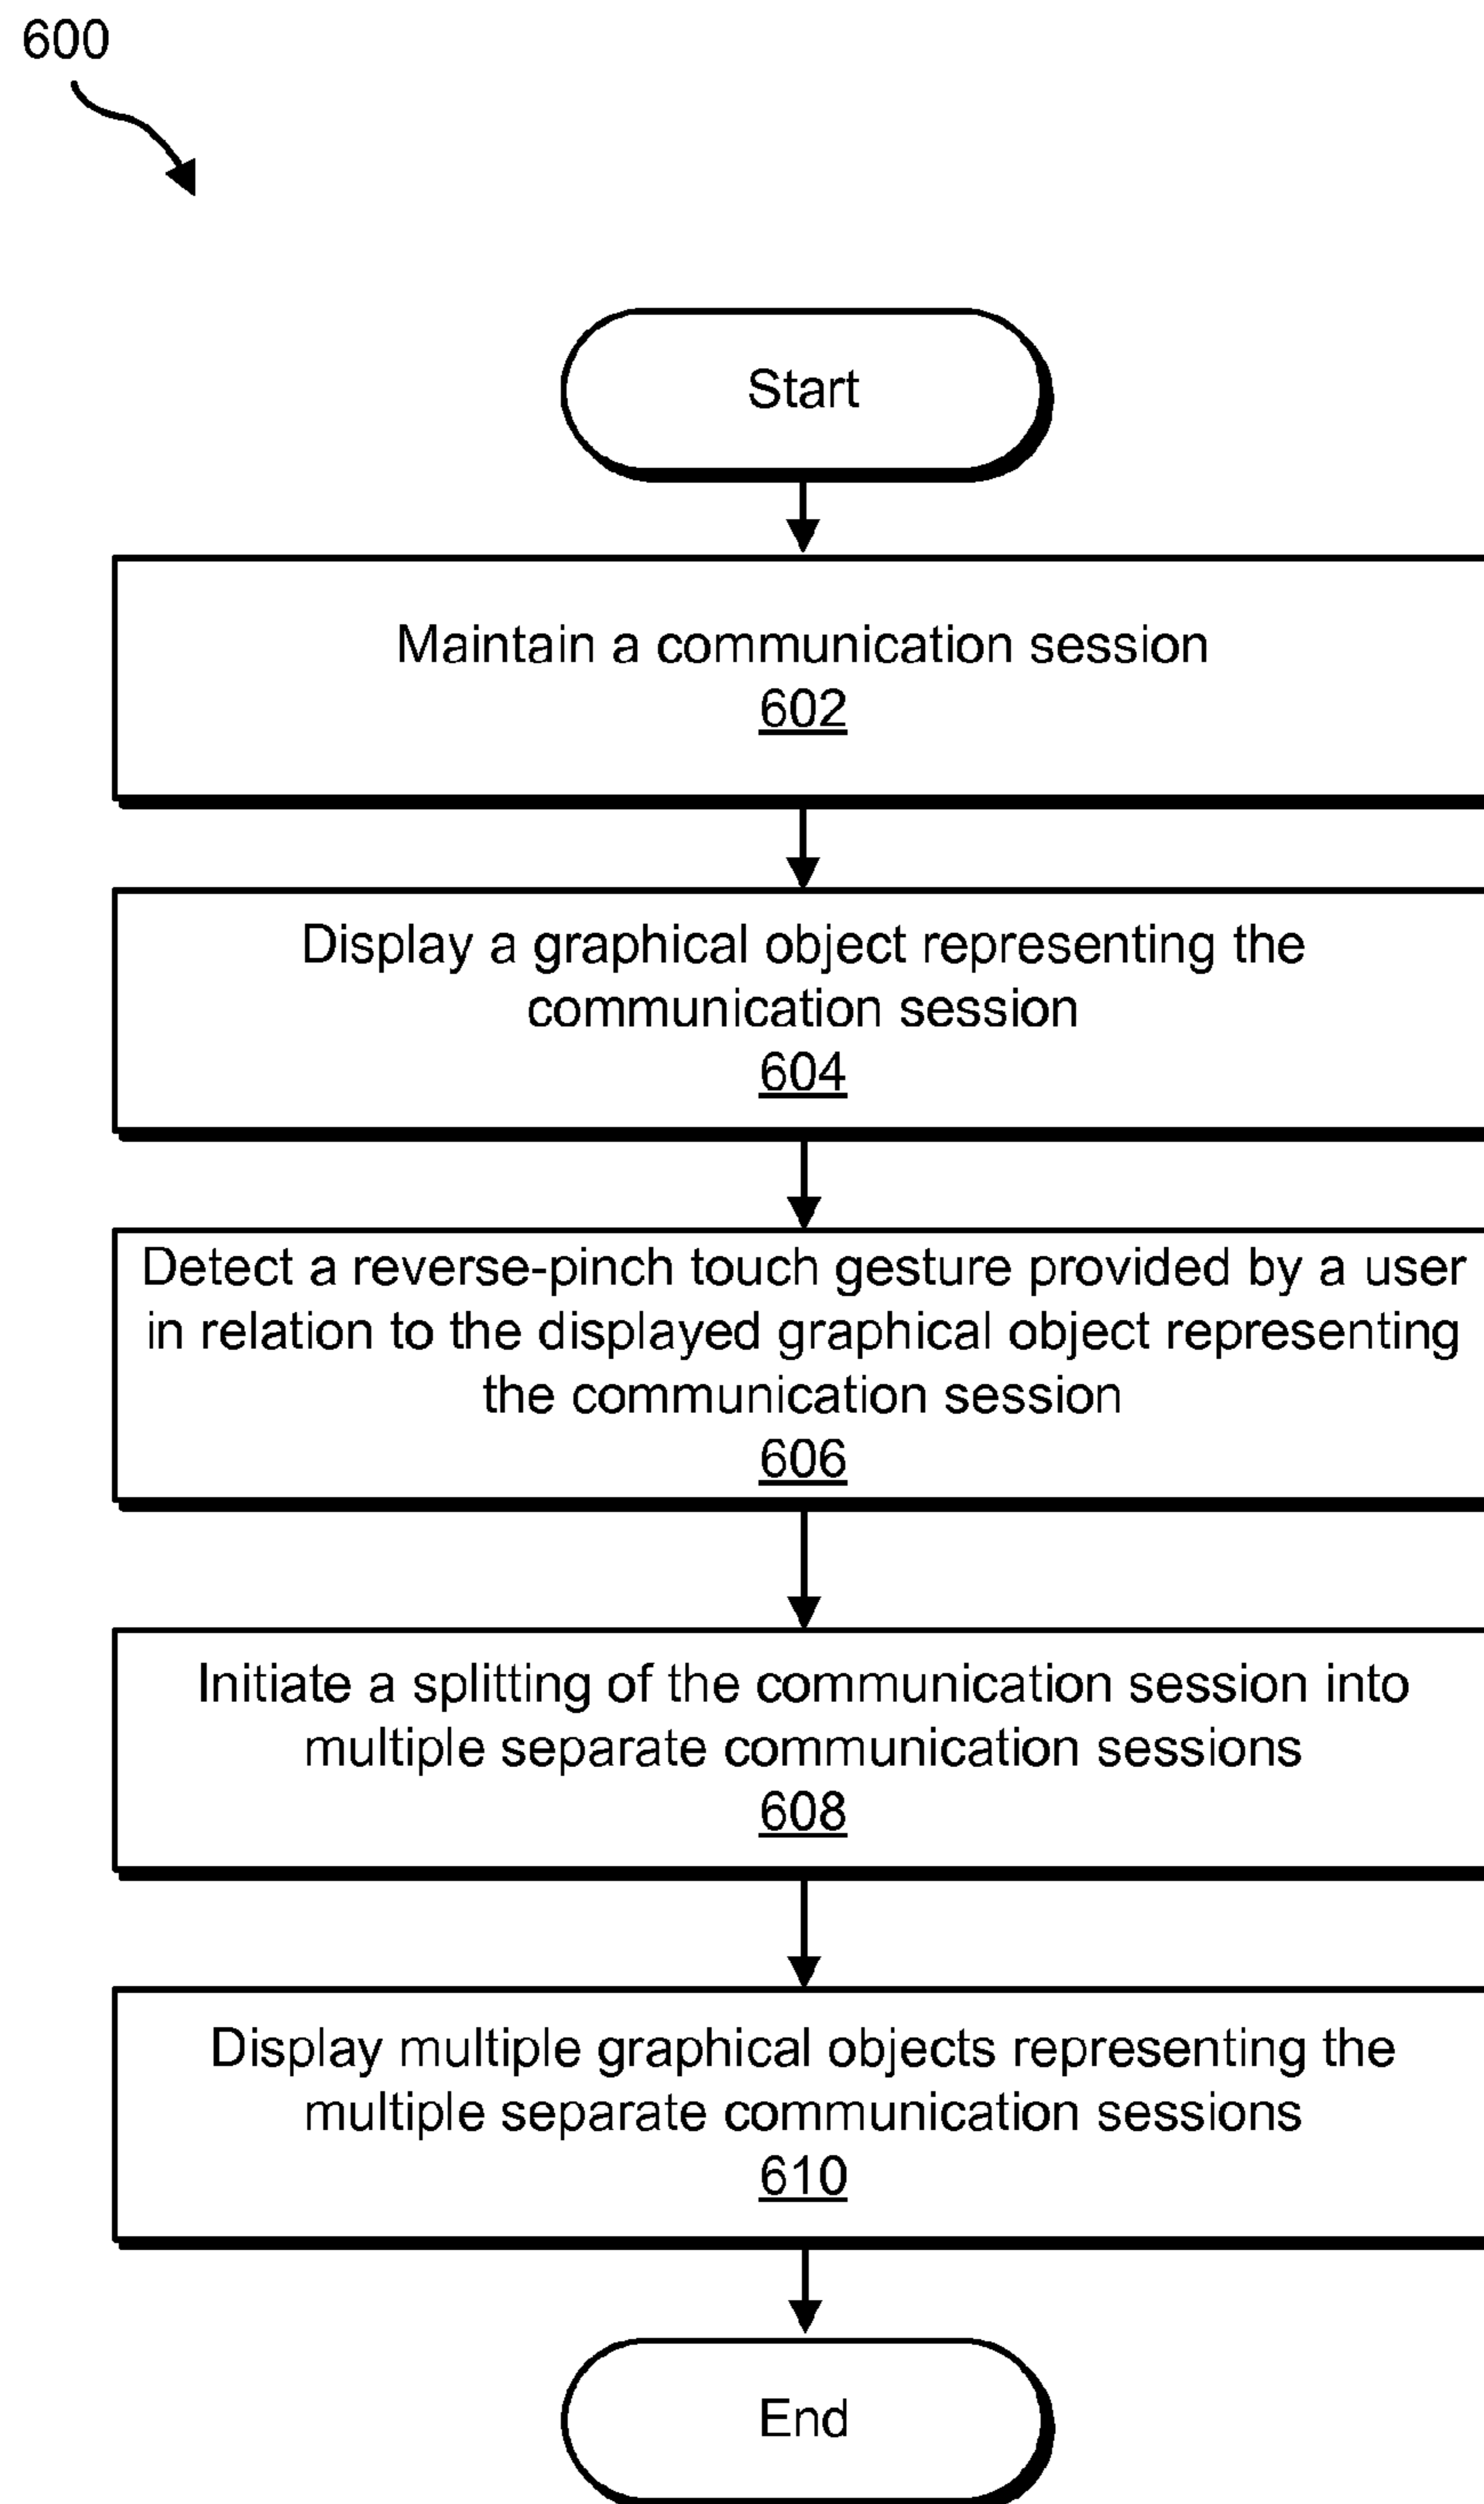 600
Start
Maintain a communication session
602
Display a graphical object representing the
communication session
604
Detect a reverse-pinch touch gesture provided by a user
in relation to the displayed graphical object representing
the communication session
606
Initiate a splitting of the communication session into
multiple separate communication sessions
608
Display multiple graphical objects representing the
multiple separate communication sessions
610
End